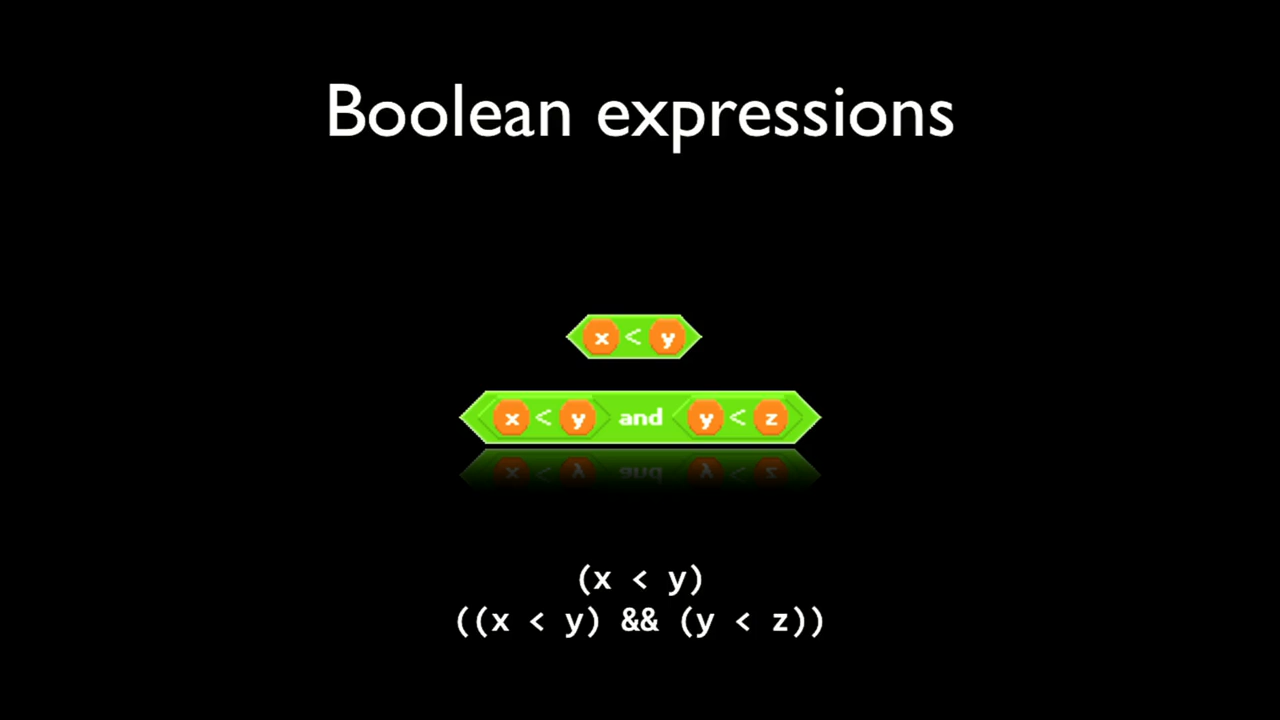 Boolean expressions
x < y
x < y and y < z
(x < y)
((x < y) && (y < z))